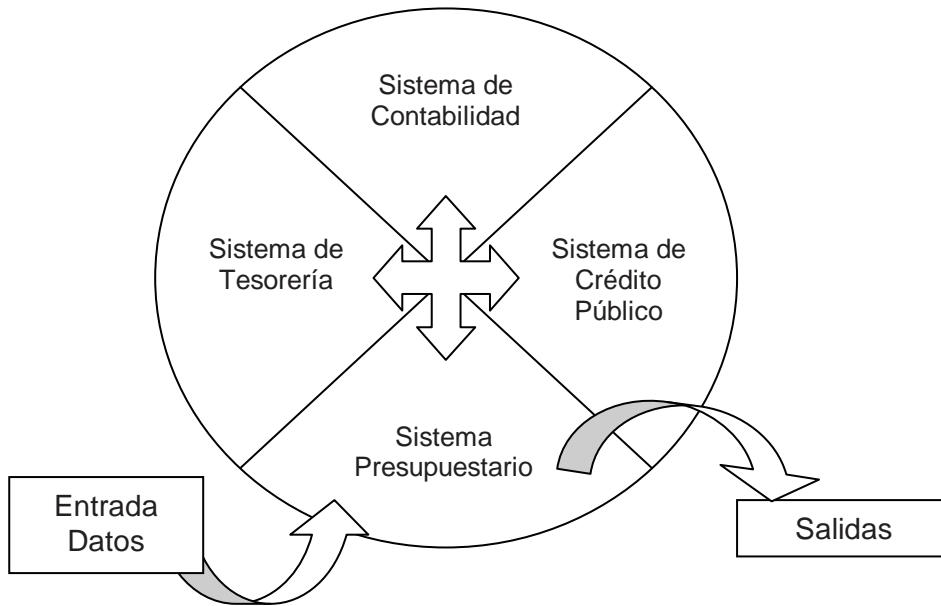 Sistema de
Contabilidad
Sistema de
Tesorería
Sistema de
Crédito
Público
Sistema
Presupuestario
Entrada
Datos
Salidas